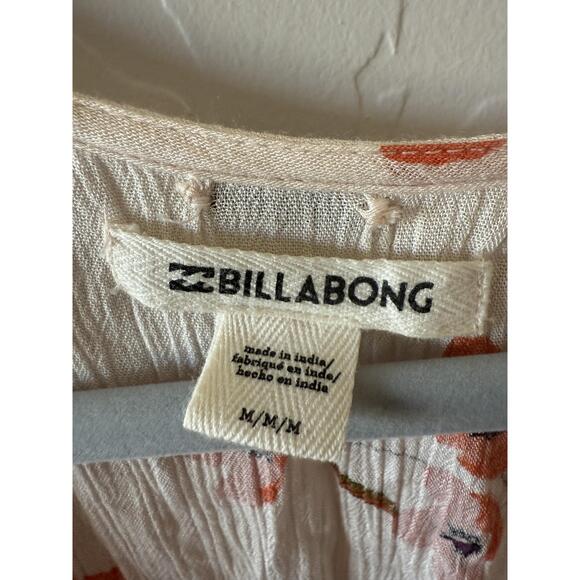 BILLABONG
made in india/
fabriqué en inde/
hecho en india
M/M/M